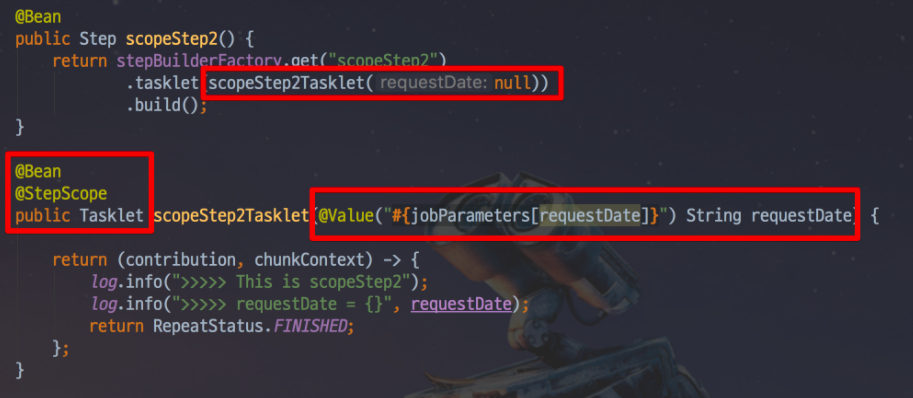 @Bean
public Step scopeStep2() {
    return stepBuilderFactory.get("scopeStep2")
            .tasklet(scopeStep2Tasklet( requestDate: null))
            .build();
}
@Bean
@StepScope
public Tasklet scopeStep2Tasklet(@Value("#{jobParameters[requestDate]}") String requestDate) {
    return (contribution, chunkContext) -> {
        log.info(">>>>> This is scopeStep2");
        log.info(">>>>> requestDate = {}", requestDate);
        return RepeatStatus.FINISHED;
    };
}